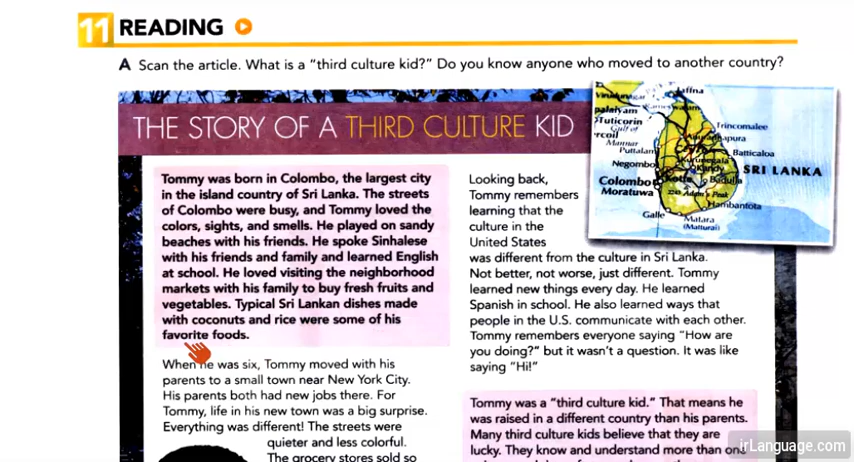 11 READING
A Scan the article. What is a "third culture kid?" Do you know anyone who moved to another country?
THE STORY OF A THIRD CULTURE KID
Tommy was born in Colombo, the largest city
in the island country of Sri Lanka. The streets
of Colombo were busy, and Tommy loved the
colors, sights, and smells. He played on sandy
beaches with his friends. He spoke Sinhalese
with his friends and family and learned English
at school. He loved visiting the neighborhood
markets with his family to buy fresh fruits and
vegetables. Typical Sri Lankan dishes made
with coconuts and rice were some of his
favorite foods.
When he was six, Tommy moved with his
parents to a small town near New York City.
His parents both had new jobs there. For
Tommy, life in his new town was a big surprise.
Everything was different! The streets were
quieter and less colorful.
The grocery stores sold so
Looking back,
Tommy remembers
learning that the
culture in the
United States
was different from the culture in Sri Lanka.
Not better, not worse, just different. Tommy
learned new things every day. He learned
Spanish in school. He also learned ways that
people in the U.S. communicate with each other.
Tommy remembers everyone saying "How are
you doing?" but it wasn't a question. It was like
saying "Hi!"
Tommy was a "third culture kid." That means he
was raised in a different country than his parents.
Many third culture kids believe that they are
lucky. They know and understand more than one
Jaffna
palaiyam
Tuticorin
Gulf of
Mannar
Trincomalee
Puttalam
Batticaloa
Kurunegala
Negombo
Kandy
SRI LANKA
Colombo
Kotte
Badulla
Moratuwa
Adam's Peak
Hambantota
Galle
Matara
(Matturai)
irLanguage.com